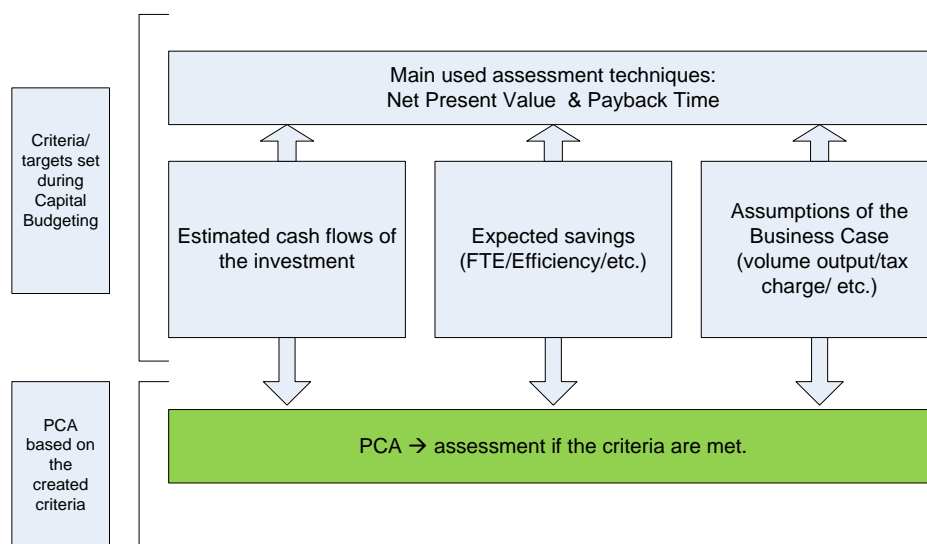 Main used assessment techniques:
Net Present Value & Payback Time
Criteria/
targets set
during
Capital
Budgeting
Estimated cash flows of
the investment
Expected savings
(FTE/Efficiency/etc.)
Assumptions of the
Business Case
(volume output/tax
charge/ etc.)
PCA
based on
the
created
criteria
PCA → assessment if the criteria are met.